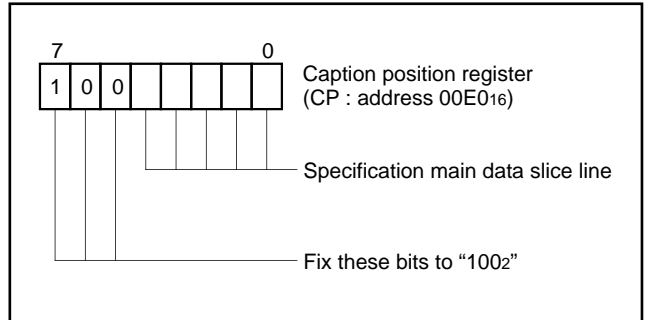 7 0
1 0 0
Caption position register
(CP : address 00E016)
Specification main data slice line
Fix these bits to “1002”